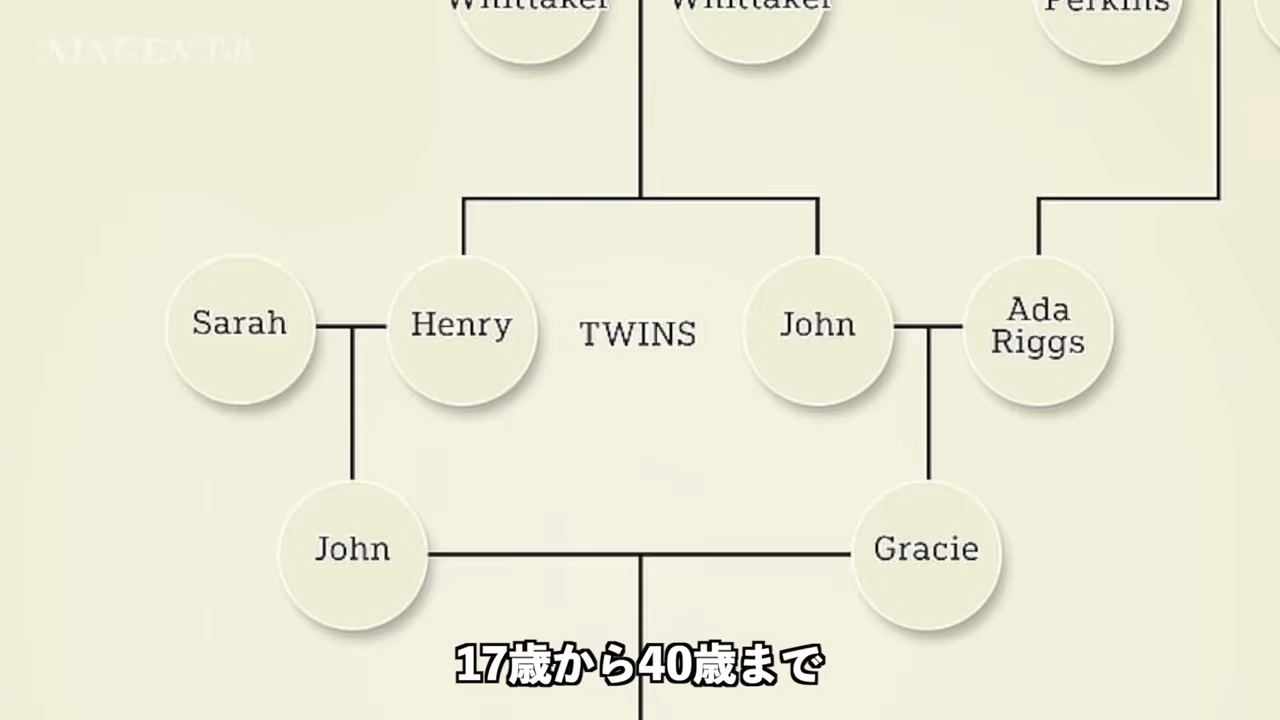 Whittaker
Whittaker
Perkins
Sarah
Henry
TWINS
John
Ada
Riggs
John
Gracie
17歳から40歳まで